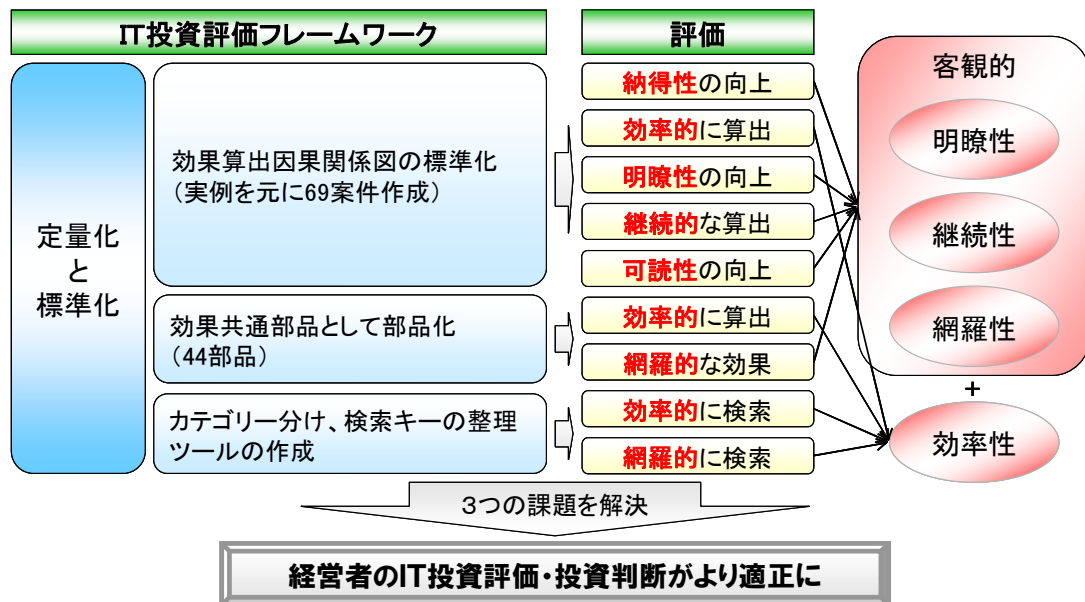 IT投資評価フレームワーク
評価
定量化
と
標準化
効果算出因果関係図の標準化
(実例を元に69案件作成)
効果共通部品として部品化
(44部品)
カテゴリー分け、検索キーの整理
ツールの作成
納得性の向上
効率的に算出
明瞭性の向上
継続的な算出
可読性の向上
効率的に算出
網羅的な効果
効率的に検索
網羅的に検索
客観的
明瞭性
継続性
網羅性
+
効率性
3つの課題を解決
経営者のIT投資評価・投資判断がより適正に